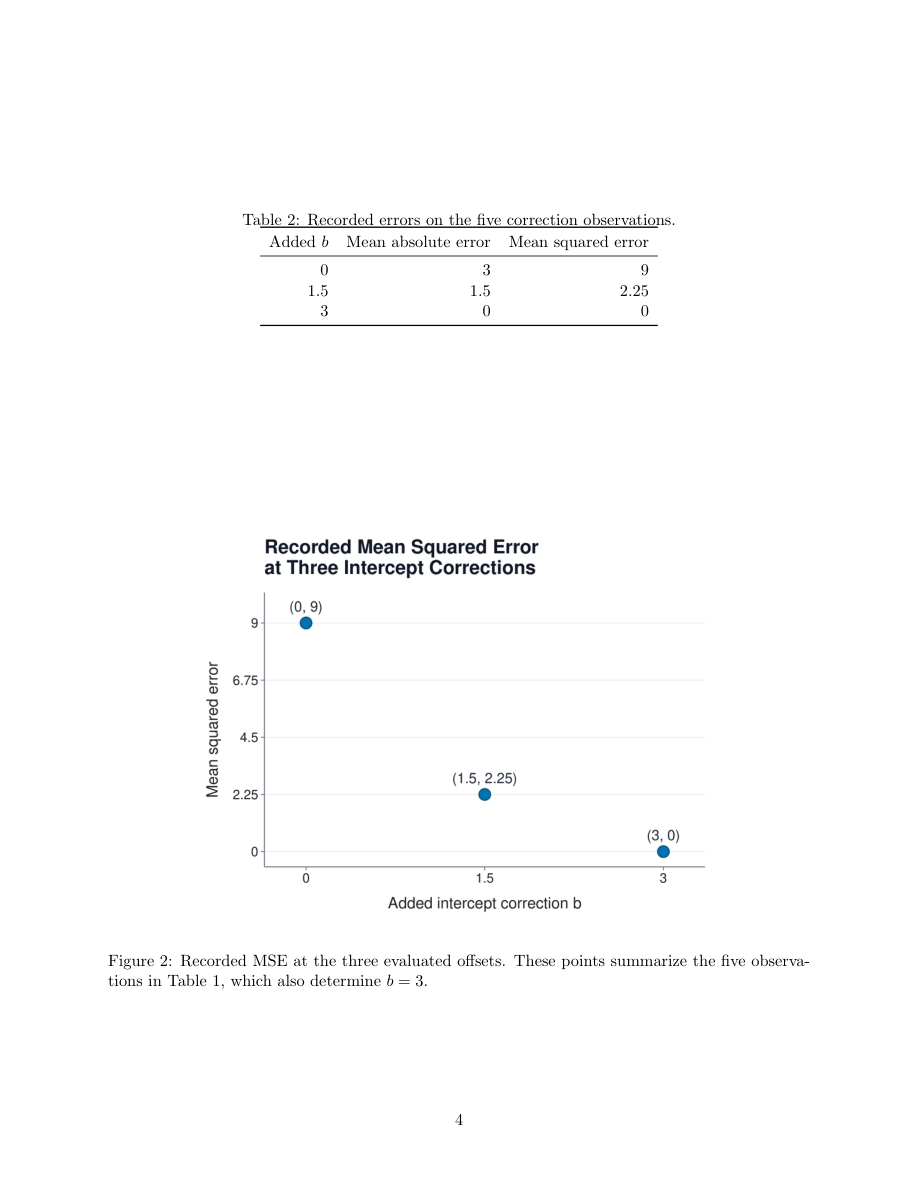 Table 2: Recorded errors on the five correction observations.
Added b Mean absolute error Mean squared error
0 3 9
1.5 1.5 2.25
3 0 0
Recorded Mean Squared Error
at Three Intercept Corrections
(0, 9)
9
6.75
4.5
(1.5, 2.25)
2.25
(3, 0)
0
Mean squared error
0 1.5 3
Added intercept correction b
Figure 2: Recorded MSE at the three evaluated offsets. These points summarize the five observa-
tions in Table 1, which also determine b = 3.
4